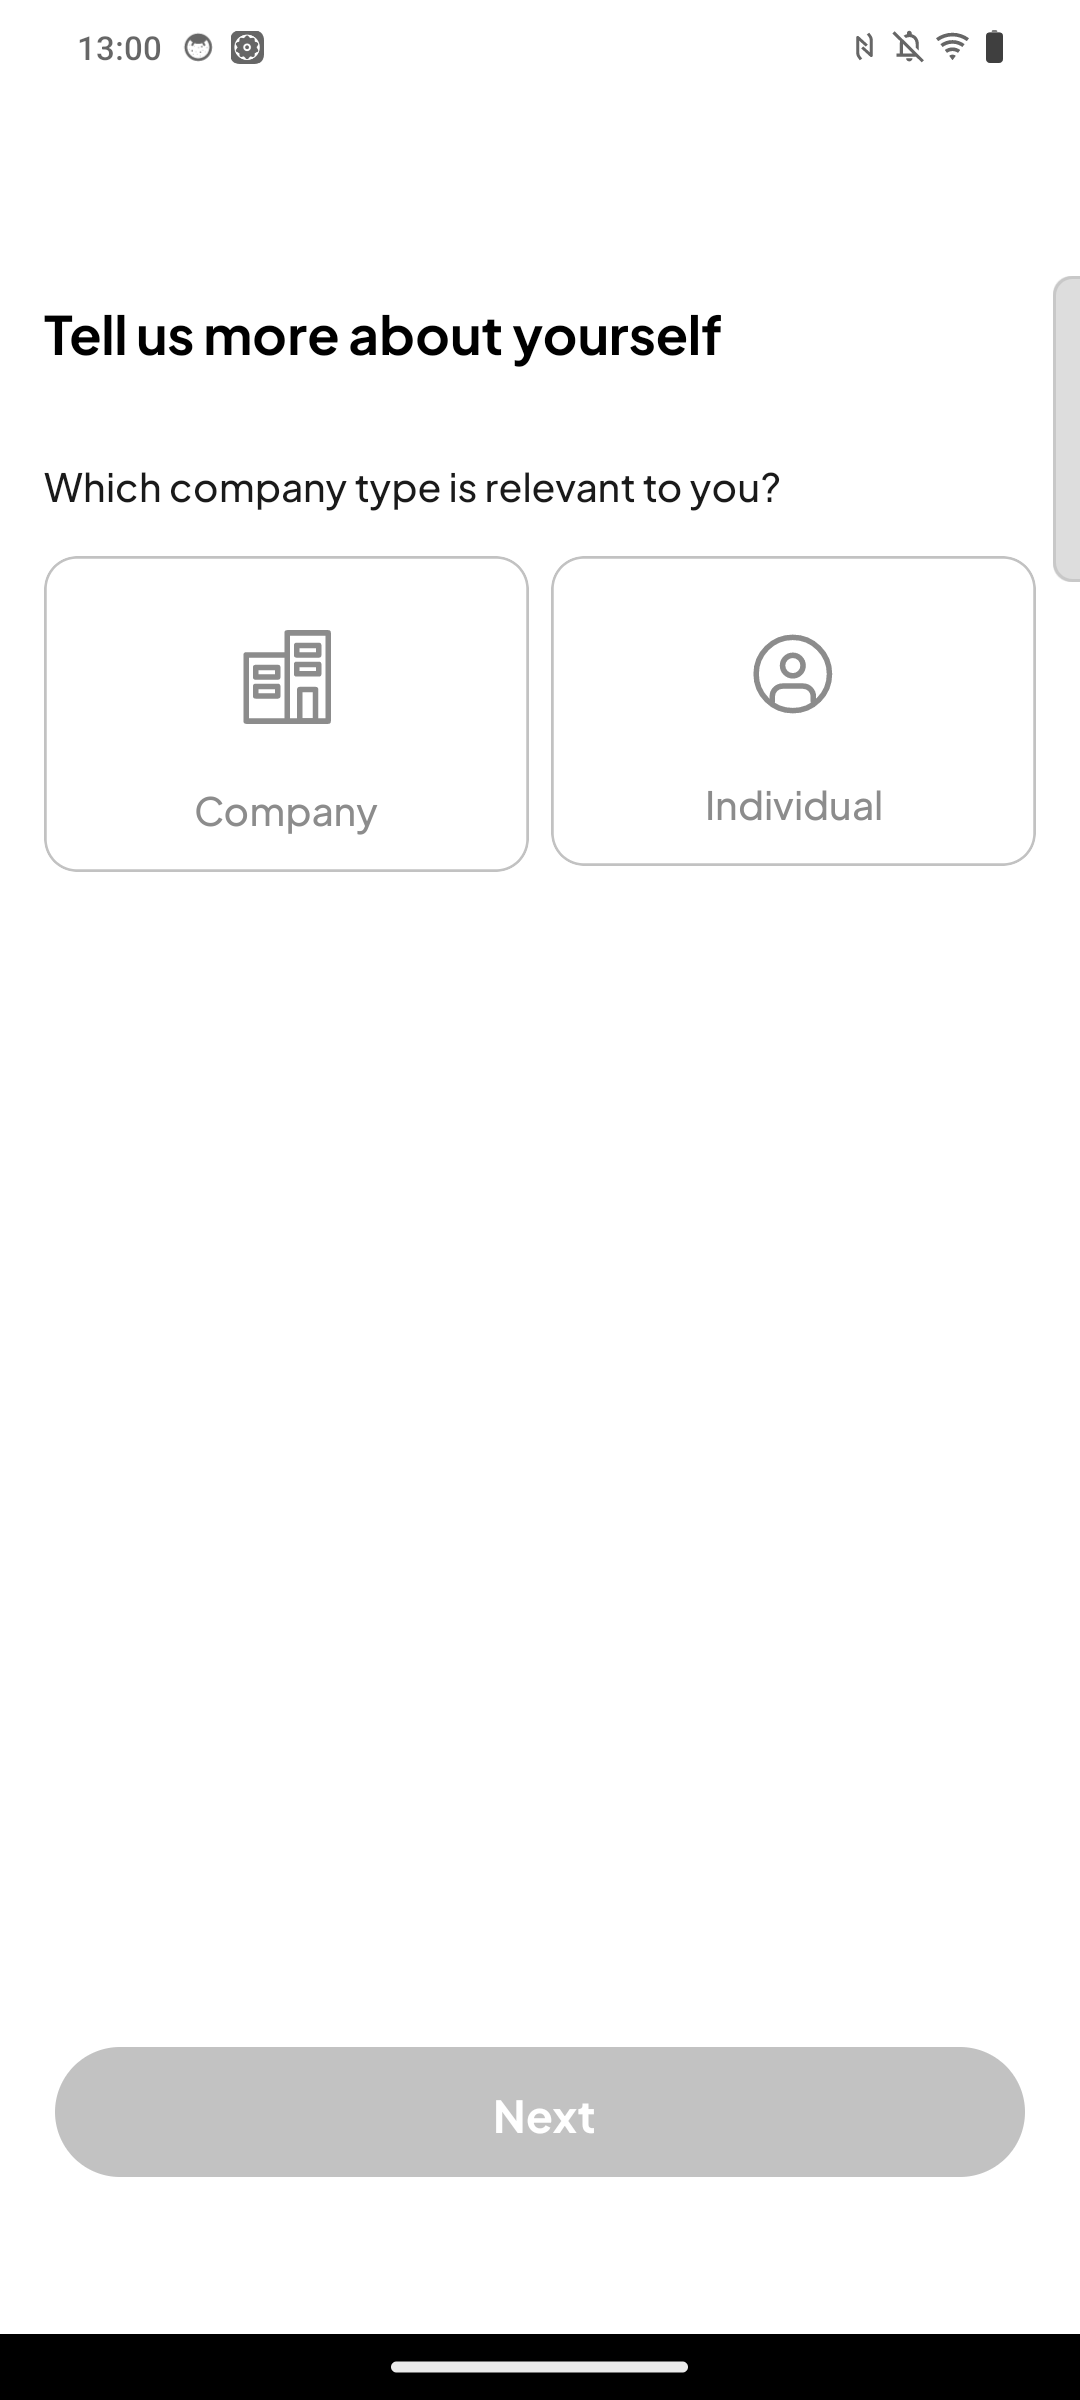 13:00
Tell us more about yourself
Which company type is relevant to you?
Company
Individual
Next